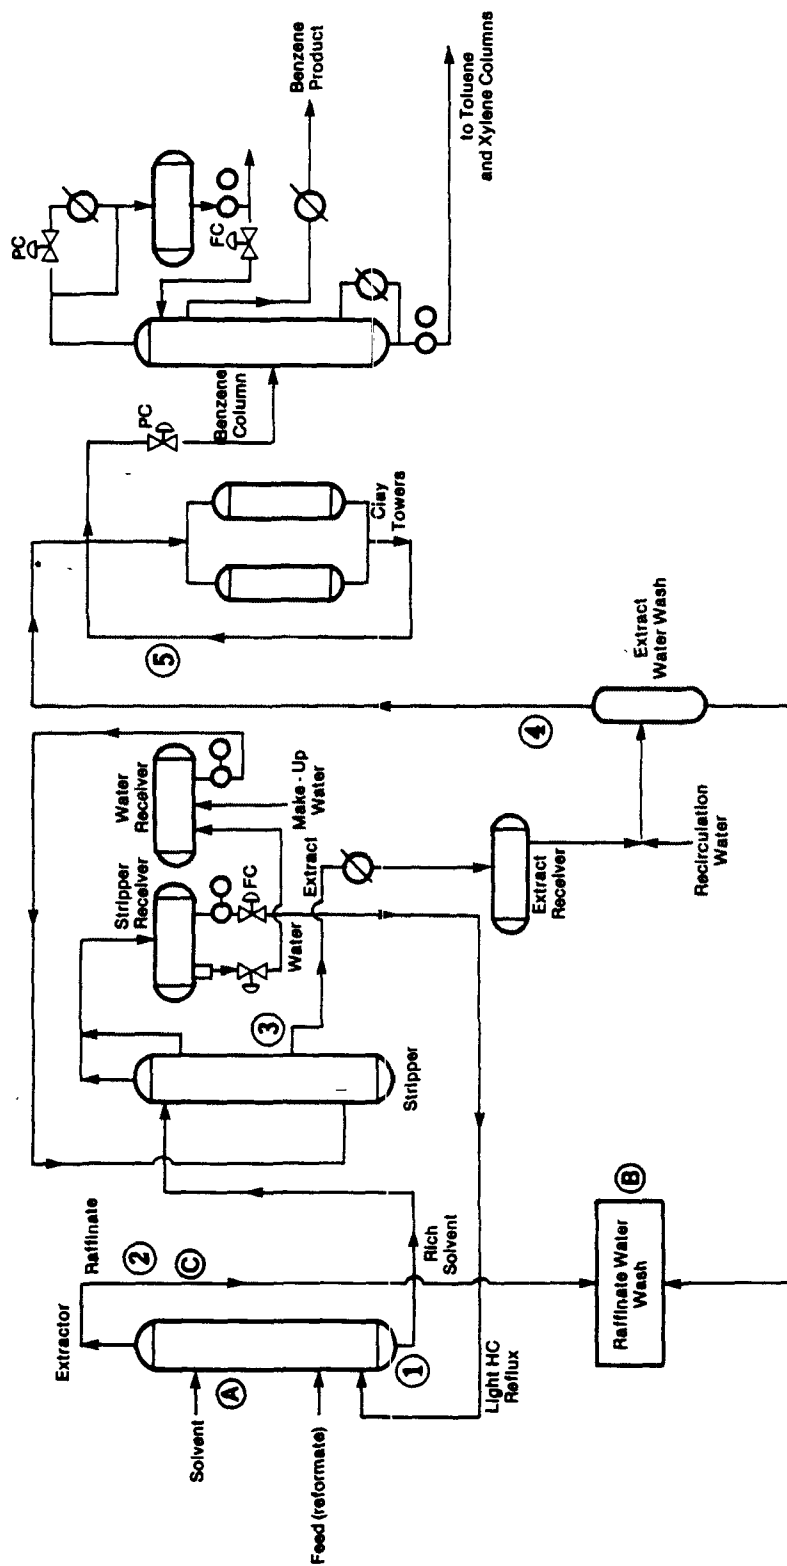 Extractor
Raffinate
2
C
Solvent
A
Feed (reformate)
1
Rich
Solvent
Light HC
Reflux
Raffinate Water
Wash
B
Stripper
3
Stripper
Receiver
Water
Receiver
FC
Water
Make - Up
Water
Extract
Extract
Receiver
Recirculation
Water
Extract
Water Wash
4
5
Clay
Towers
PC
Benzene
Column
PC
FC
Benzene
Product
to Toluene
and Xylene Columns